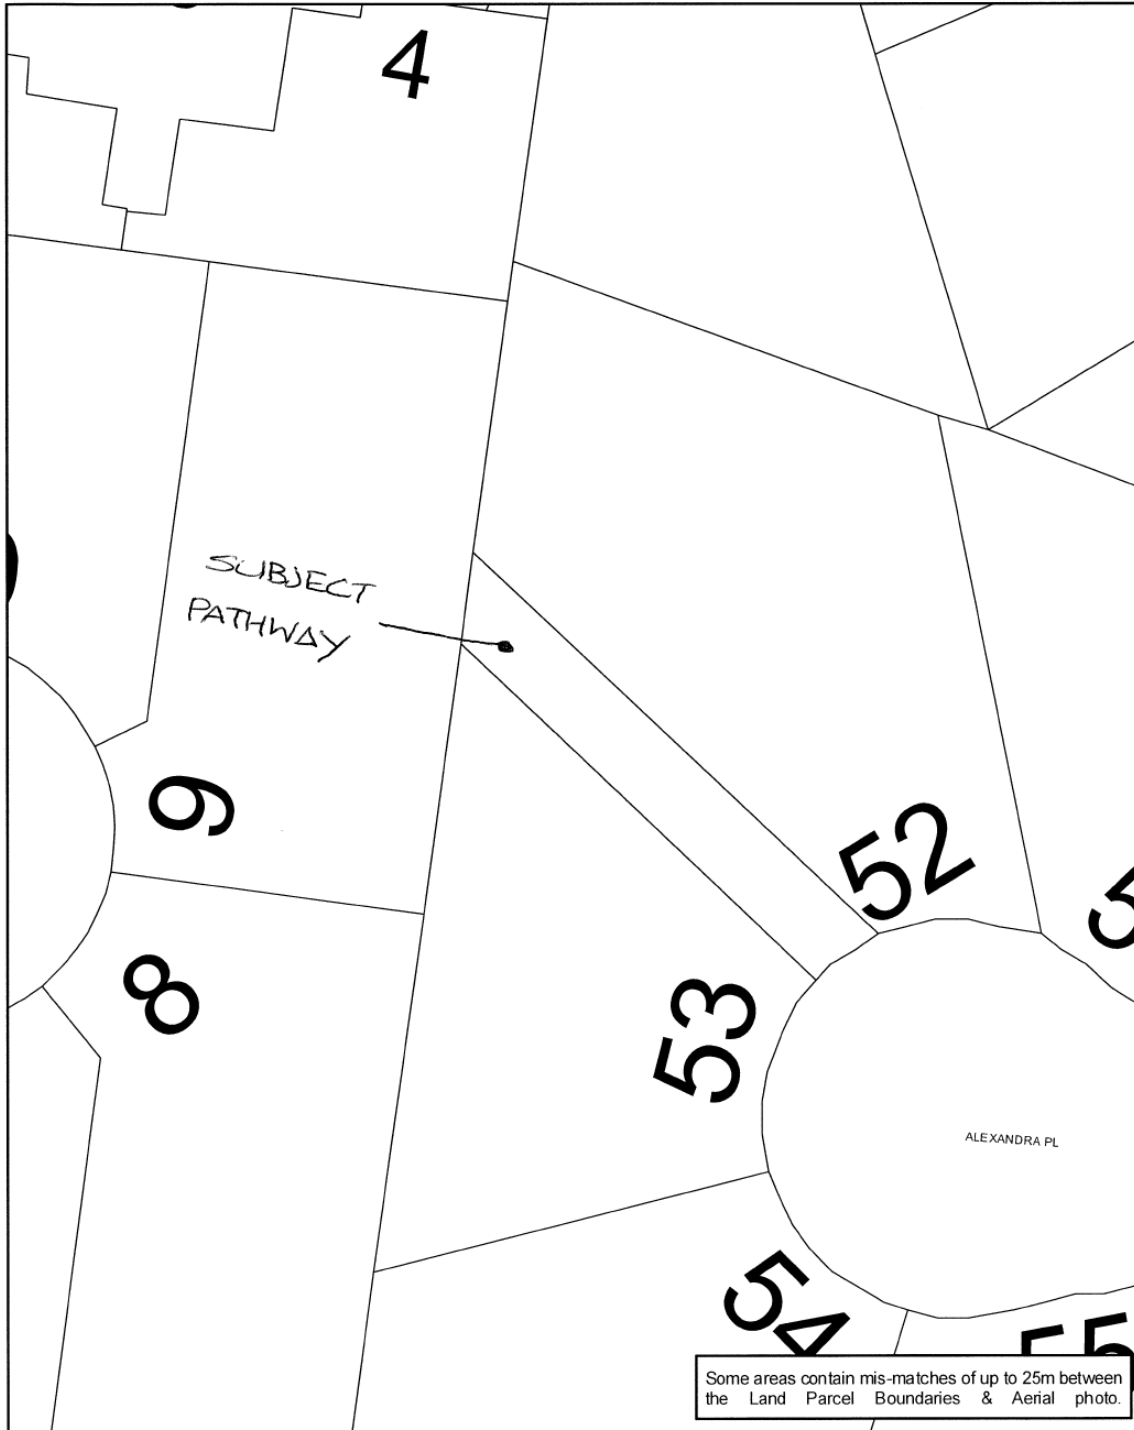 4
SUBJECT
PATHWAY
9
52
8
53
ALEXANDRA PL
54
55
Some areas contain mis-matches of up to 25m between
the Land Parcel Boundaries & Aerial photo.